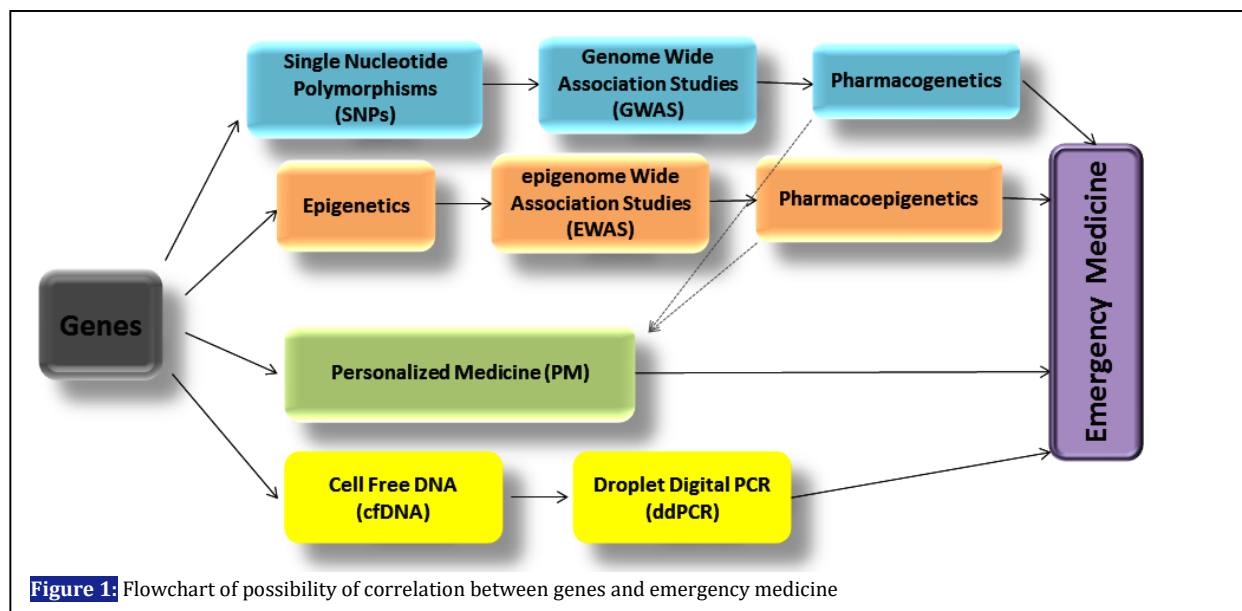 Single Nucleotide
Polymorphisms
(SNPs)
Genome Wide
Association Studies
(GWAS)
Pharmacogenetics
Epigenetics
epigenome Wide
Association Studies
(EWAS)
Pharmacoepigenetics
Genes
Personalized Medicine (PM)
Cell Free DNA
(cfDNA)
Droplet Digital PCR
(ddPCR)
Emergency Medicine
Figure 1: Flowchart of possibility of correlation between genes and emergency medicine